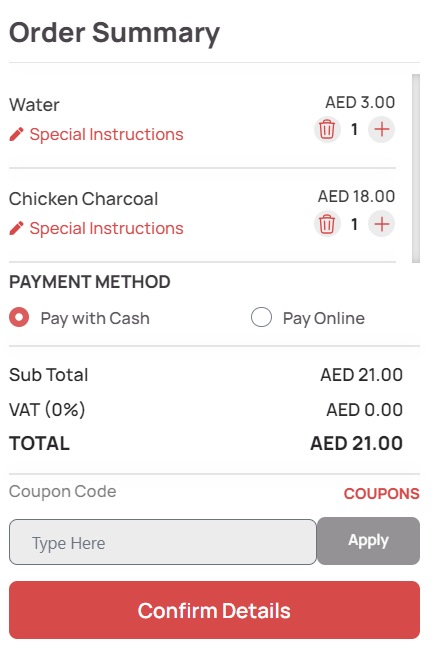 Order Summary
Water AED 3.00
Special Instructions 1
Chicken Charcoal AED 18.00
Special Instructions 1
PAYMENT METHOD
Pay with Cash Pay Online
Sub Total AED 21.00
VAT (0%) AED 0.00
TOTAL AED 21.00
Coupon Code COUPONS
Type Here Apply
Confirm Details